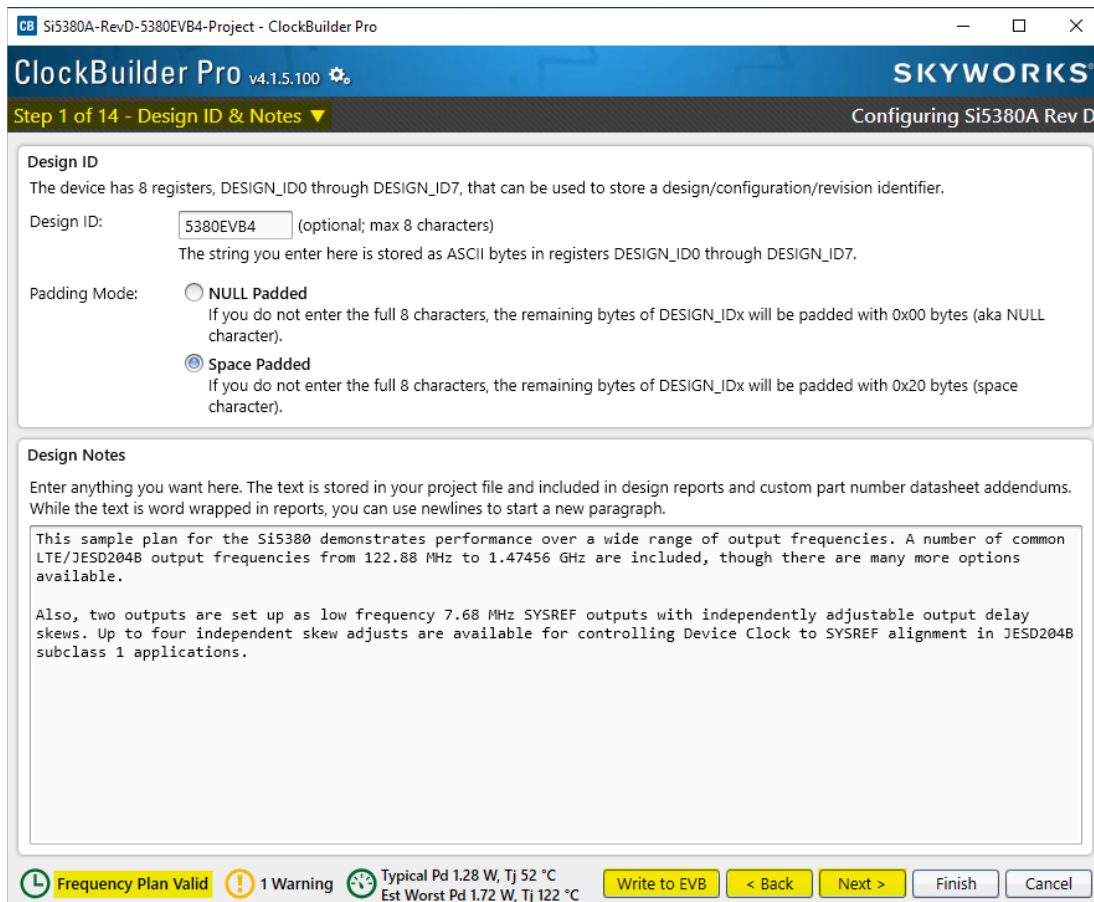 CB Si5380A-RevD-5380EVB4-Project - ClockBuilder Pro
ClockBuilder Pro v4.1.5.100
SKYWORKS
Step 1 of 14 - Design ID & Notes ▼
Configuring Si5380A Rev D
Design ID
The device has 8 registers, DESIGN_ID0 through DESIGN_ID7, that can be used to store a design/configuration/revision identifier.
Design ID: 5380EVB4 (optional; max 8 characters)
The string you enter here is stored as ASCII bytes in registers DESIGN_ID0 through DESIGN_ID7.
Padding Mode: NULL Padded
If you do not enter the full 8 characters, the remaining bytes of DESIGN_IDx will be padded with 0x00 bytes (aka NULL
character).
Space Padded
If you do not enter the full 8 characters, the remaining bytes of DESIGN_IDx will be padded with 0x20 bytes (space
character).
Design Notes
Enter anything you want here. The text is stored in your project file and included in design reports and custom part number datasheet addendums.
While the text is word wrapped in reports, you can use newlines to start a new paragraph.
This sample plan for the Si5380 demonstrates performance over a wide range of output frequencies. A number of common
LTE/JESD204B output frequencies from 122.88 MHz to 1.47456 GHz are included, though there are many more options
available.
Also, two outputs are set up as low frequency 7.68 MHz SYSREF outputs with independently adjustable output delay
skews. Up to four independent skew adjusts are available for controlling Device Clock to SYSREF alignment in JESD204B
subclass 1 applications.
Frequency Plan Valid
1 Warning
Typical Pd 1.28 W, Tj 52 °C
Est Worst Pd 1.72 W, Tj 122 °C
Write to EVB
< Back
Next >
Finish
Cancel